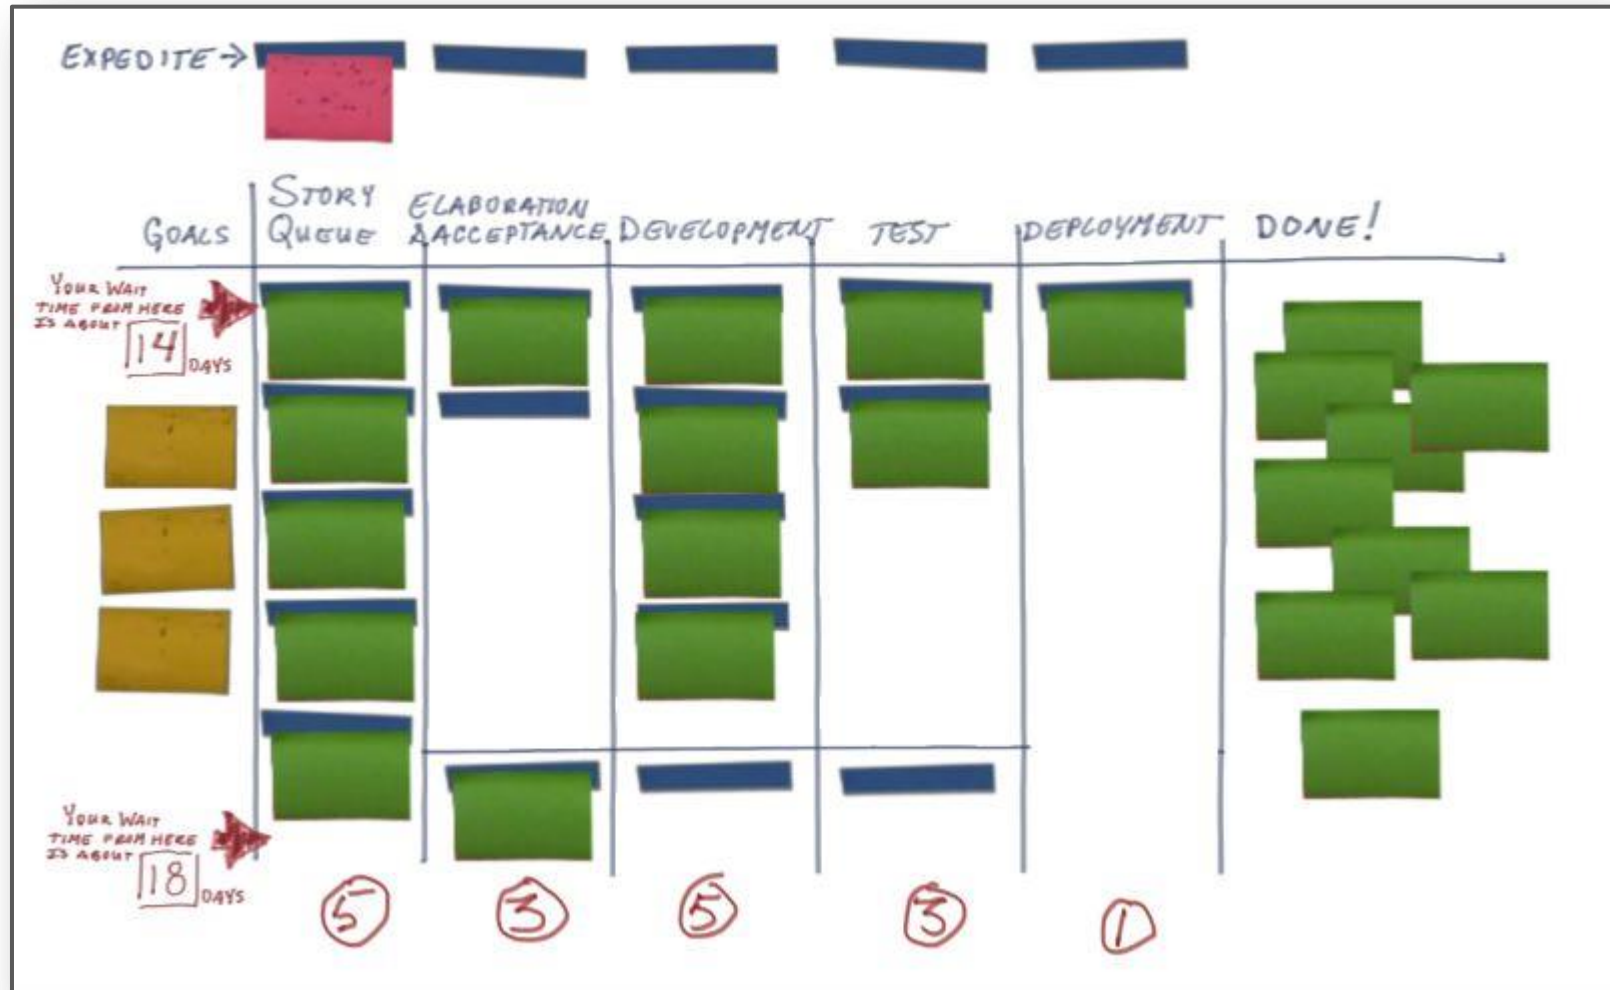 EXPEDITE →
STORY
QUEUE
GOALS
ELABORATION
& ACCEPTANCE
DEVELOPMENT
TEST
DEPLOYMENT
DONE!
YOUR WAIT
TIME FROM HERE
IS ABOUT
14 DAYS
YOUR WAIT
TIME FROM HERE
IS ABOUT
18 DAYS
5
3
5
3
1